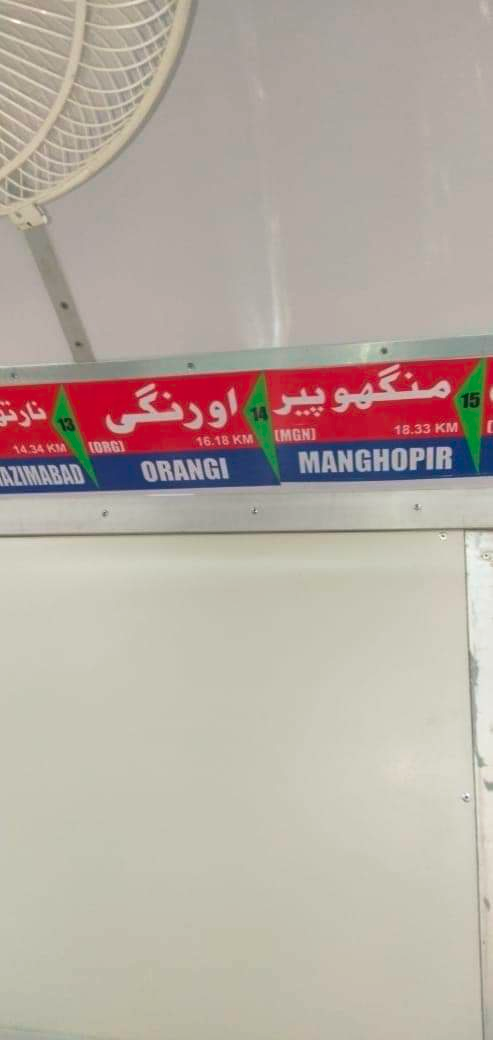 نارتھ
14.34 KM
AZIMABAD
13
اورنگی
[ORG]
16.18 KM
ORANGI
14
منگھوپیر
[MGN]
18.33 KM
MANGHOPIR
15